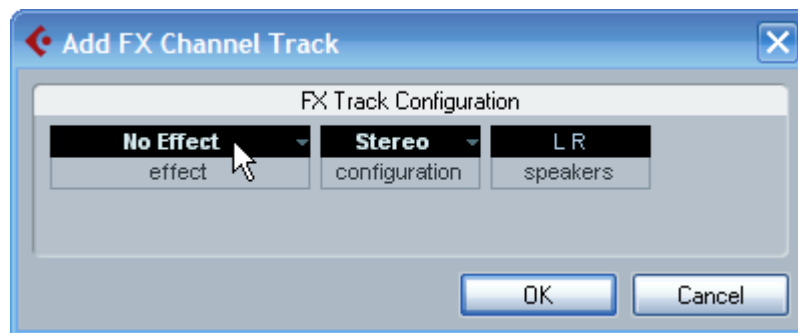 Add FX Channel Track
FX Track Configuration
No Effect Stereo L R
effect configuration speakers
OK Cancel